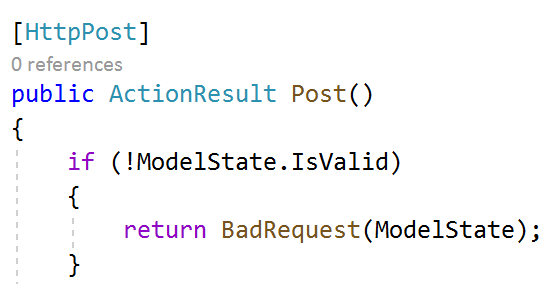 [HttpPost]
0 references
public ActionResult Post()
{
if (!ModelState.IsValid)
{
return BadRequest(ModelState);
}